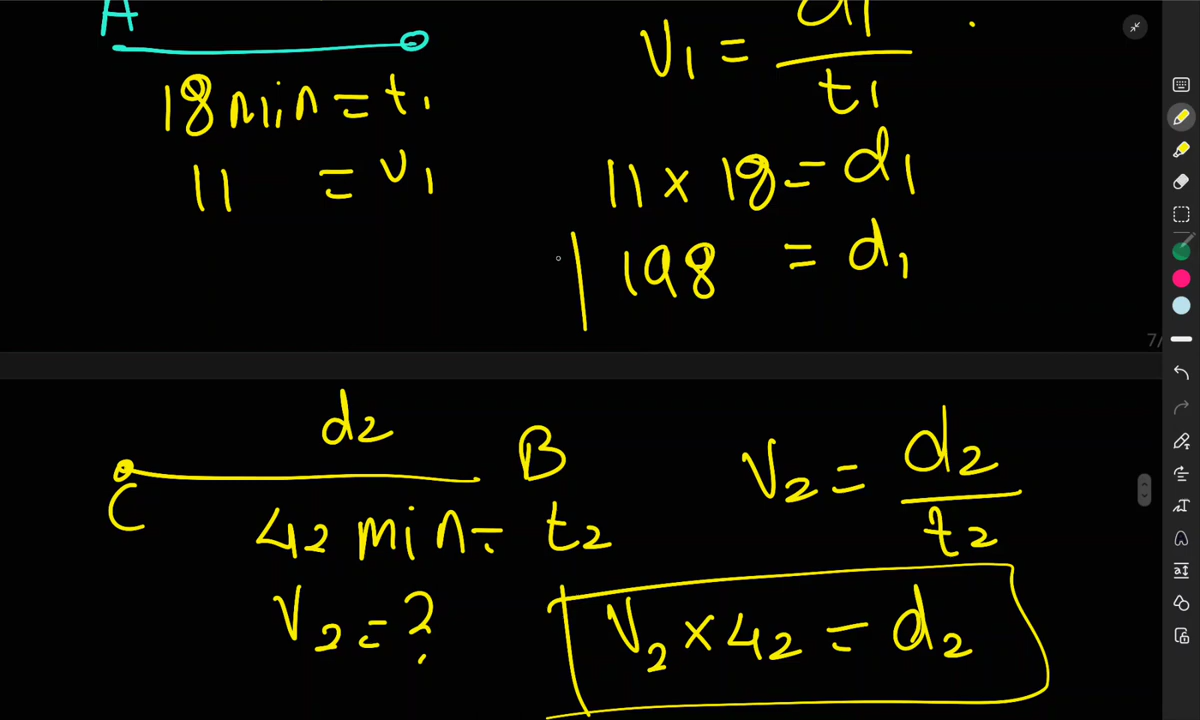 A
18 min = t1
11 = v1
V1 = d1/t1
11 x 18 = d1
198 = d1
7/
d2
C B
42 min = t2
V2 = ?
V2 = d2/t2
V2 x 42 = d2